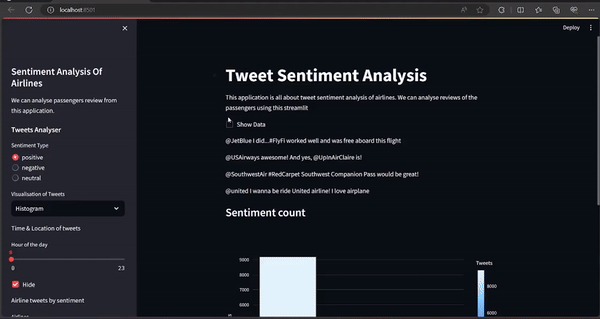 localhost:8501
Deploy
Sentiment Analysis Of
Airlines
We can analyse passengers review from
this application.
Tweets Analyser
Sentiment Type
positive
negative
neutral
Visualisation of Tweets
Histogram
Time & Location of tweets
Hour of the day
0
0
23
Hide
Airline tweets by sentiment
Airlines
Tweet Sentiment Analysis
This application is all about tweet sentiment analysis of airlines. We can analyse reviews of the
passengers using this streamlit
Show Data
@JetBlue I did...#FlyFi worked well and was free aboard this flight
@USAirways awesome! And yes, @UpInAirClaire is!
@SouthwestAir #RedCarpet Southwest Companion Pass would be great!
@united I wanna be ride United airline! I love airplane
Sentiment count
9000
8000
7000
6000
Tweets
8000
6000